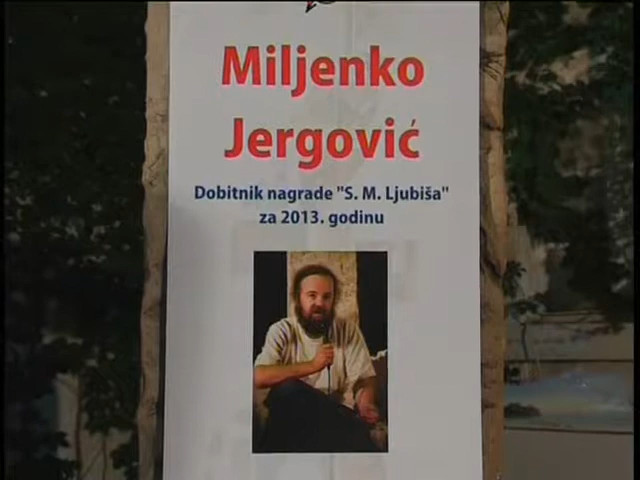 Miljenko
Jergović
Dobitnik nagrade "S. M. Ljubiša"
za 2013. godinu